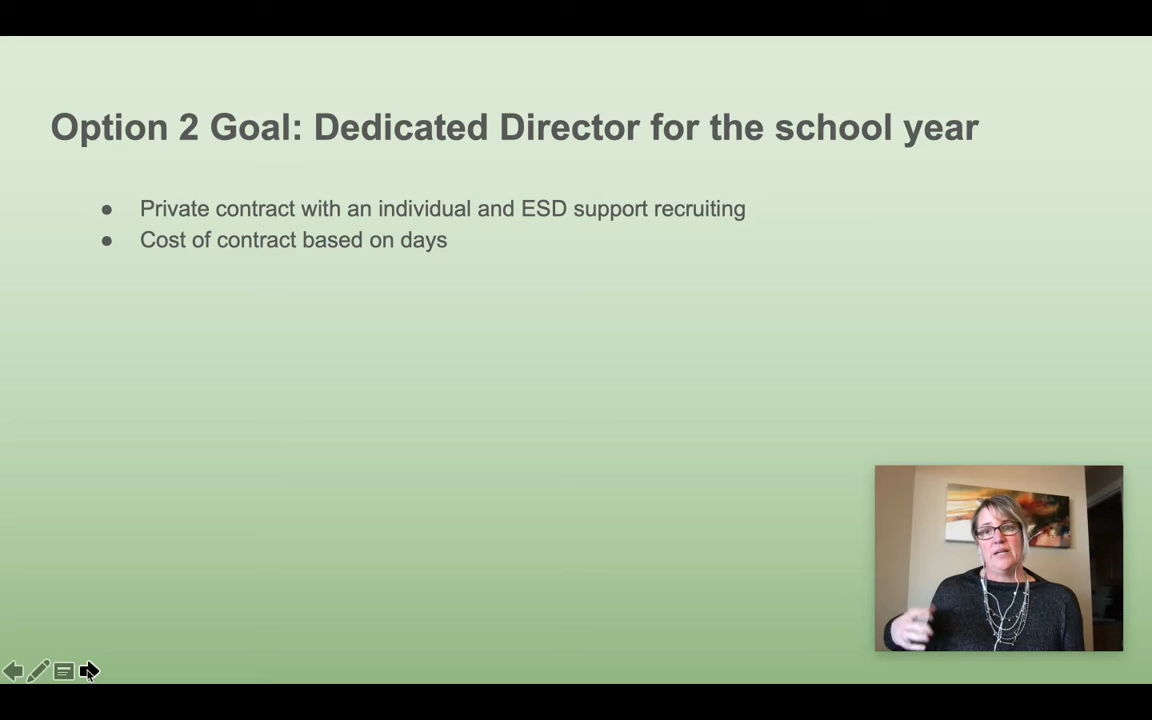 Option 2 Goal: Dedicated Director for the school year
● Private contract with an individual and ESD support recruiting
● Cost of contract based on days